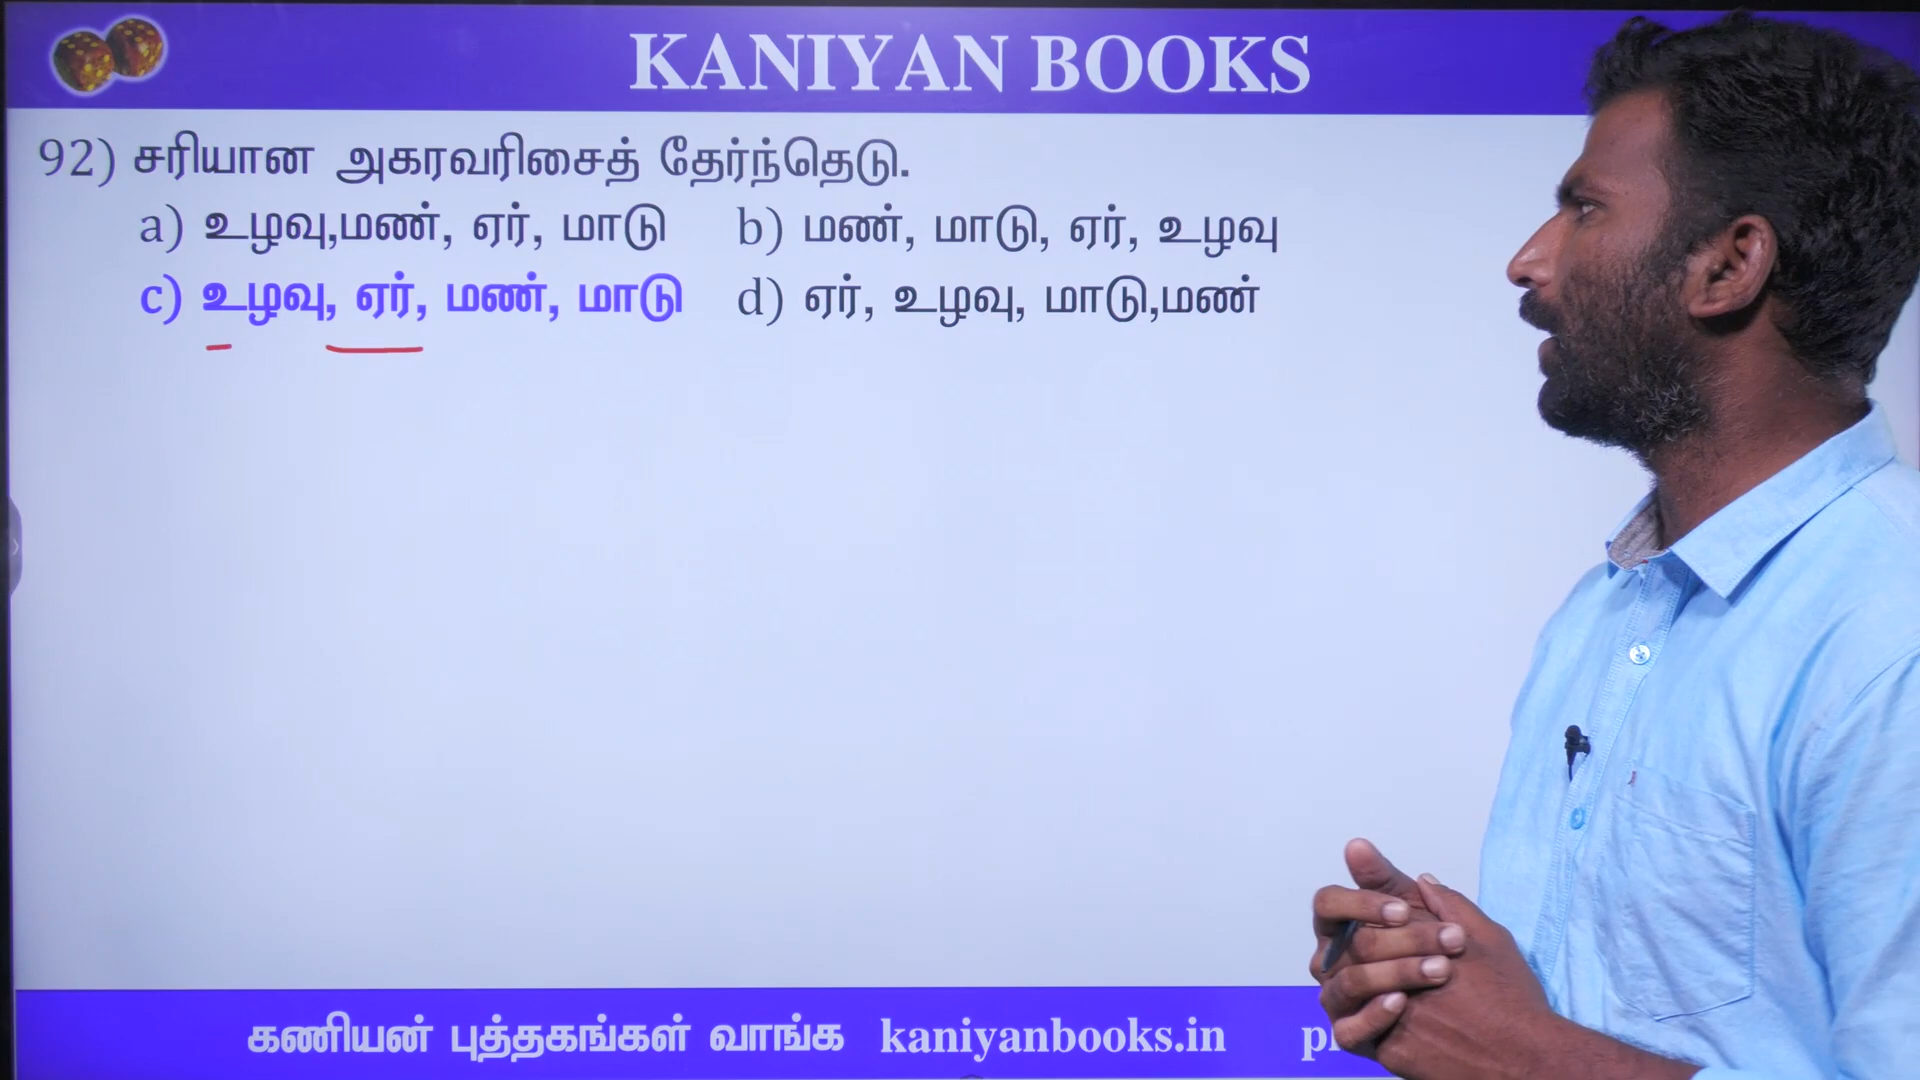 KANIYAN BOOKS
92) சரியான அகரவரிசைத் தேர்ந்தெடு.
a) உழவு,மண், ஏர், மாடு b) மண், மாடு, ஏர், உழவு
c) உழவு, ஏர், மண், மாடு d) ஏர், உழவு, மாடு,மண்
கணியன் புத்தகங்கள் வாங்க kaniyanbooks.in